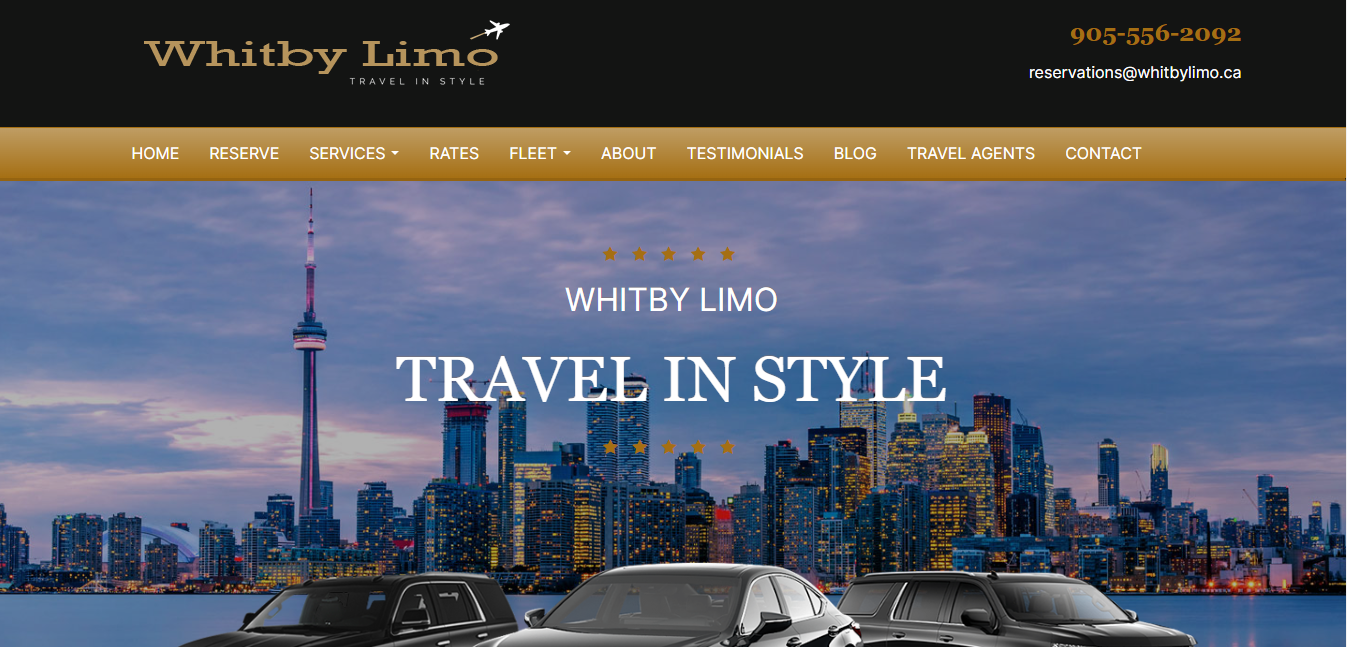 Whitby Limo
TRAVEL IN STYLE
905-556-2092
reservations@whitbylimo.ca
HOME RESERVE SERVICES RATES FLEET ABOUT TESTIMONIALS BLOG TRAVEL AGENTS CONTACT
WHITBY LIMO
TRAVEL IN STYLE